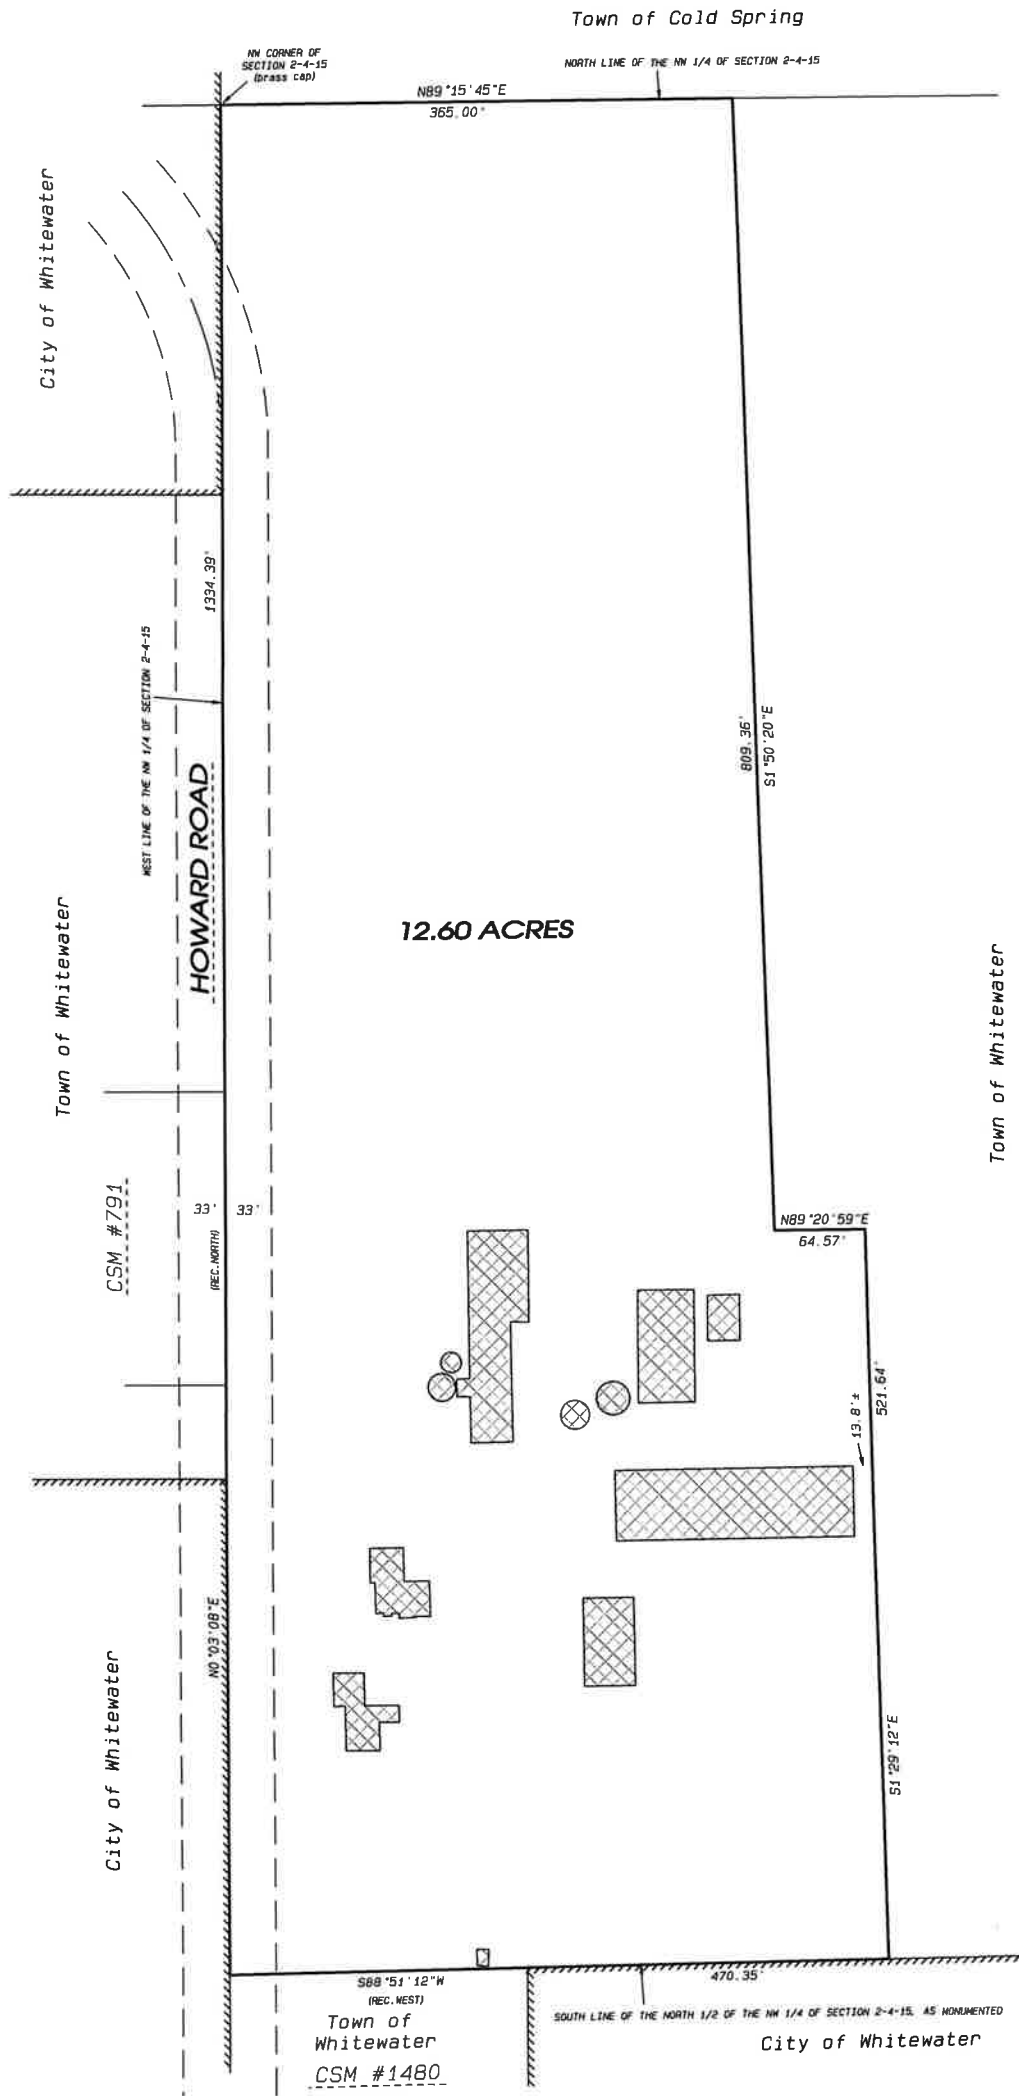 Town of Cold Spring
NW CORNER OF
SECTION 2-4-15
(brass cap)
NORTH LINE OF THE NW 1/4 OF SECTION 2-4-15
N89°15'45"E
365.00'
City of Whitewater
1334.39'
WEST LINE OF THE NW 1/4 OF SECTION 2-4-15
HOWARD ROAD
809.36'
S1°50'20"E
12.60 ACRES
Town of Whitewater
Town of Whitewater
CSM #791
33'
33'
(REC.NORTH)
N89°20'59"E
64.57'
13.8'±
521.64'
N0°03'08"E
City of Whitewater
S1°29'12"E
S88°51'12"W
(REC.WEST)
470.35'
Town of
Whitewater
CSM #1480
SOUTH LINE OF THE NORTH 1/2 OF THE NW 1/4 OF SECTION 2-4-15, AS MONUMENTED
City of Whitewater